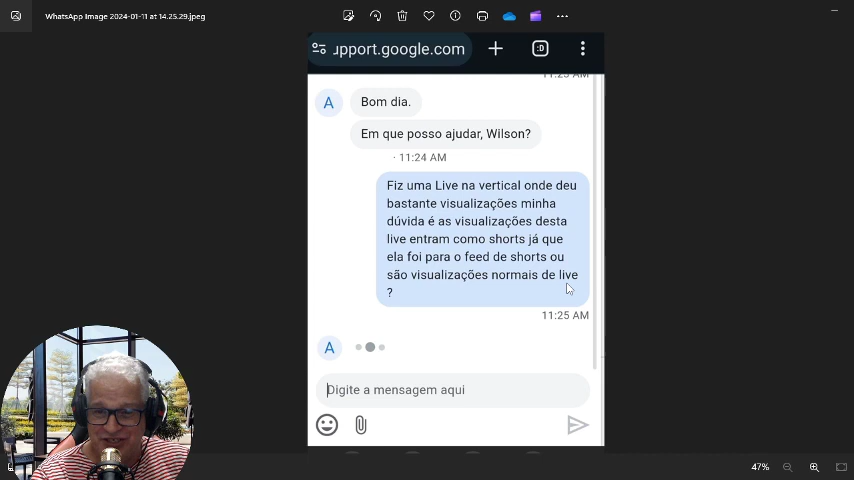 WhatsApp Image 2024-01-11 at 14.25.29.jpeg
upport.google.com
:D
11:23 AM
A
Bom dia.
Em que posso ajudar, Wilson?
· 11:24 AM
Fiz uma Live na vertical onde deu
bastante visualizações minha
dúvida é as visualizações desta
live entram como shorts já que
ela foi para o feed de shorts ou
são visualizações normais de live
?
11:25 AM
A
Digite a mensagem aqui
47%